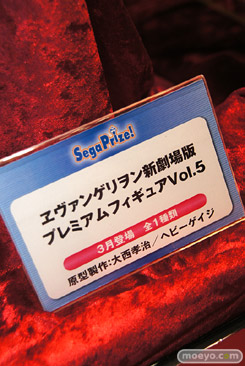 SegaPrize!
ヱヴァンゲリヲン新劇場版
プレミアムフィギュアVol.5
3月登場 全1種類
原型製作:大西孝治/ヘビーゲイジ
moeyo.com